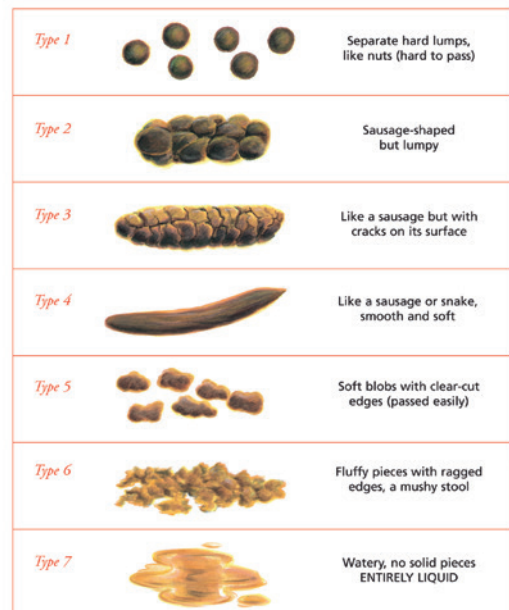 Type 1
Separate hard lumps,
like nuts (hard to pass)
Type 2
Sausage-shaped
but lumpy
Type 3
Like a sausage but with
cracks on its surface
Type 4
Like a sausage or snake,
smooth and soft
Type 5
Soft blobs with clear-cut
edges (passed easily)
Type 6
Fluffy pieces with ragged
edges, a mushy stool
Type 7
Watery, no solid pieces
ENTIRELY LIQUID